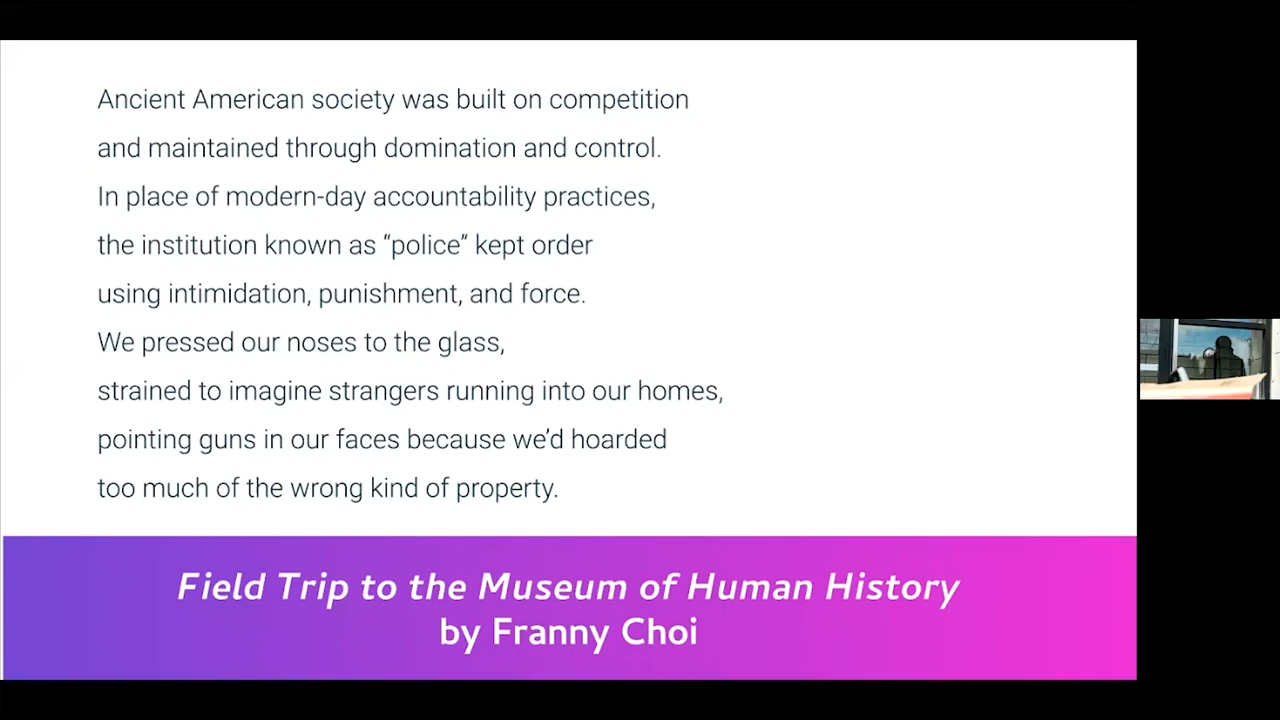 Ancient American society was built on competition
and maintained through domination and control.
In place of modern-day accountability practices,
the institution known as “police” kept order
using intimidation, punishment, and force.
We pressed our noses to the glass,
strained to imagine strangers running into our homes,
pointing guns in our faces because we’d hoarded
too much of the wrong kind of property.
Field Trip to the Museum of Human History
by Franny Choi